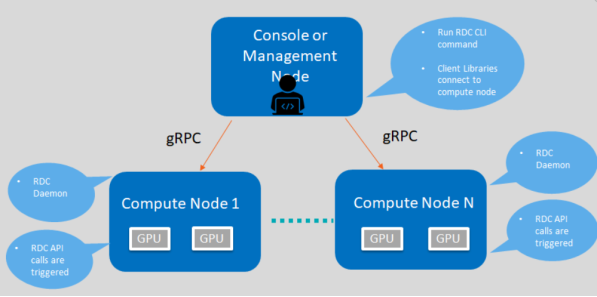 Console or
Management
Node
• Run RDC CLI
command
• Client Libraries
connect to
compute node
gRPC
gRPC
• RDC
Daemon
• RDC
Daemon
Compute Node 1
Compute Node N
GPU GPU
GPU GPU
• RDC API
calls are
triggered
• RDC API
calls are
triggered